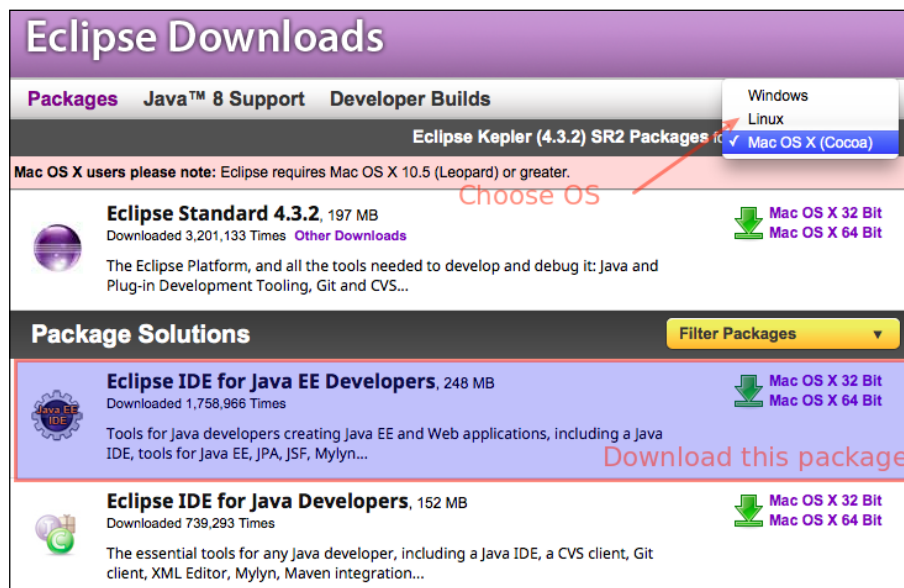 Eclipse Downloads
Packages Java™ 8 Support Developer Builds
Windows
Linux
✓ Mac OS X (Cocoa)
Eclipse Kepler (4.3.2) SR2 Packages
Mac OS X users please note: Eclipse requires Mac OS X 10.5 (Leopard) or greater.
Choose OS
Eclipse Standard 4.3.2, 197 MB
Downloaded 3,201,133 Times Other Downloads
The Eclipse Platform, and all the tools needed to develop and debug it: Java and
Plug-in Development Tooling, Git and CVS...
Mac OS X 32 Bit
Mac OS X 64 Bit
Package Solutions
Filter Packages
Eclipse IDE for Java EE Developers, 248 MB
Downloaded 1,758,966 Times
Tools for Java developers creating Java EE and Web applications, including a Java
IDE, tools for Java EE, JPA, JSF, Mylyn...
Java EE
IDE
Mac OS X 32 Bit
Mac OS X 64 Bit
Download this package
Eclipse IDE for Java Developers, 152 MB
Downloaded 739,293 Times
The essential tools for any Java developer, including a Java IDE, a CVS client, Git
client, XML Editor, Mylyn, Maven integration...
Mac OS X 32 Bit
Mac OS X 64 Bit